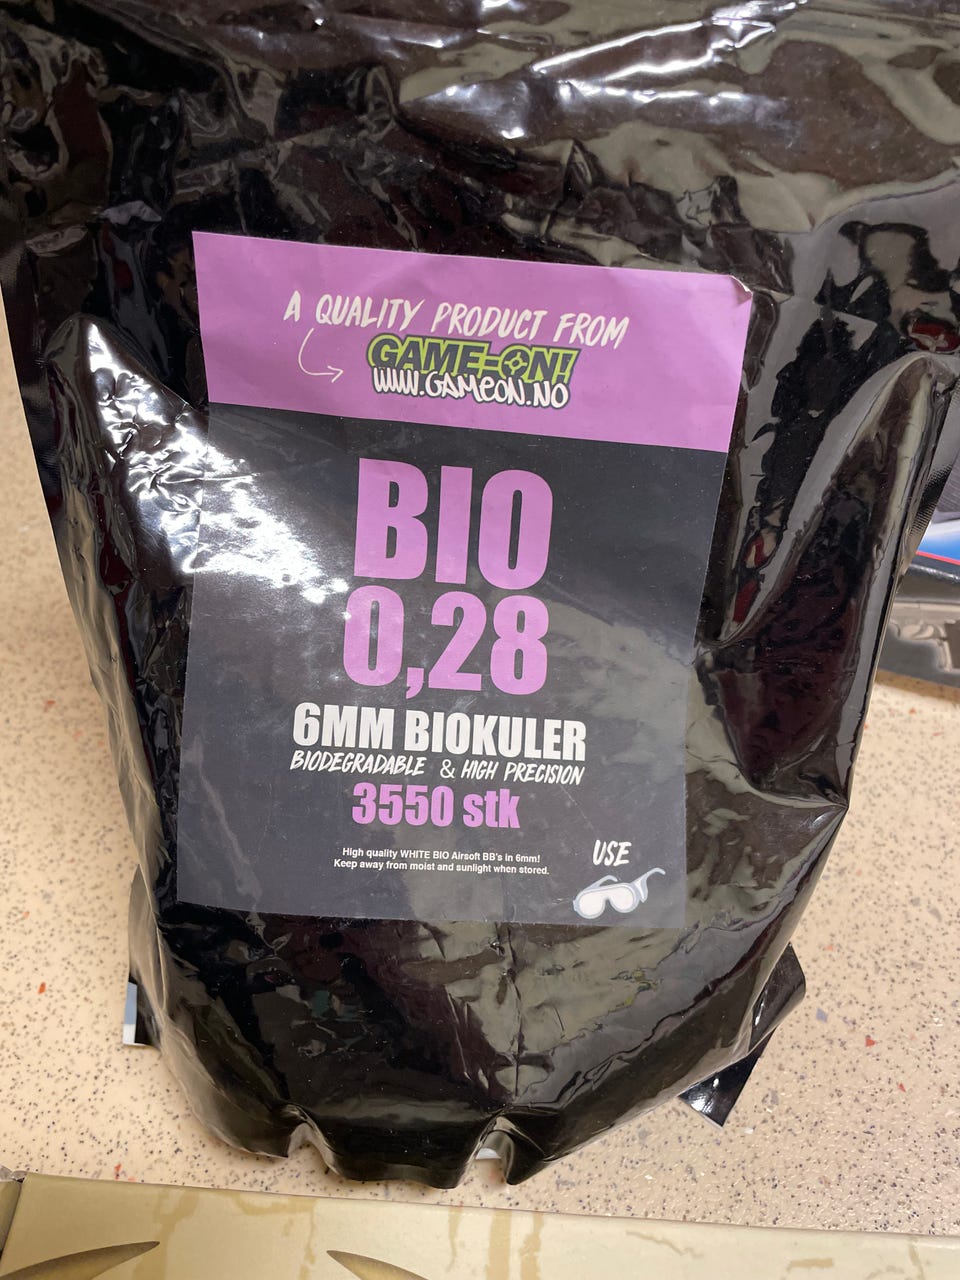 A QUALITY PRODUCT FROM
GAME-ON!
WWW.GAMEON.NO
BIO
0,28
6MM BIOKULER
BIODEGRADABLE & HIGH PRECISION
3550 stk
High quality WHITE BIO Airsoft BB's in 6mm!
Keep away from moist and sunlight when stored.
USE